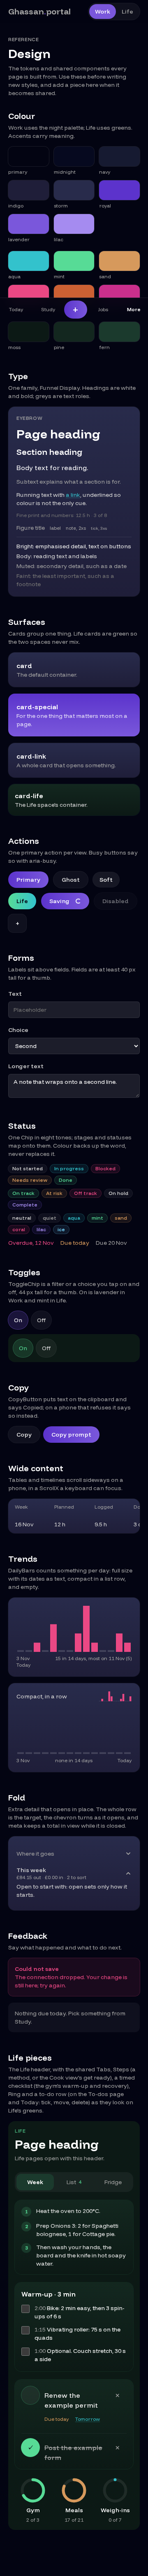 Ghassan portal
Work
Life
REFERENCE
Design
The tokens and shared components every
page is built from. Use these before writing
new styles, and add a piece here when it
becomes shared.
Colour
Work uses the night palette; Life uses greens.
Accents carry meaning.
primary
midnight
navy
indigo
storm
royal
lavender
lilac
aqua
mint
sand
Today
Study
+
Jobs
More
moss
pine
fern
Type
One family, Funnel Display. Headings are white
and bold, greys are text roles.
EYEBROW
Page heading
Section heading
Body text for reading.
Subtext explains what a section is for.
Running text with a link, underlined so
colour is not the only cue.
Fine print and numbers: 12.5 h · 3 of 8
Figure title
label
Bright: emphasised detail, text on buttons
Body: reading text and labels
Muted: secondary detail, such as a date
Faint: the least important, such as a
footnote
Surfaces
Cards group one thing. Life cards are green so
the two spaces never mix.
card
The default container.
card-special
For the one thing that matters most on a
page.
card-link
A whole card that opens something.
card-life
The Life space's container.
Actions
One primary action per view. Busy buttons say
so with aria-busy.
Primary
Ghost
Soft
Life
Saving
Disabled
+
Forms
Labels sit above fields. Fields are at least 40 px
tall for a thumb.
Text
Placeholder
Choice
Second
Longer text
A note that wraps onto a second line.
Status
One Chip in eight tones, stages and statuses
map onto them. Colour backs up the word,
never replaces it.
Not started
In progress
Blocked
Needs review
Done
On track
At risk
Off track
On hold
Complete
neutral
quiet
aqua
mint
sand
coral
lilac
ice
Overdue, 12 Nov
Due today
Due 20 Nov
Toggles
ToggleChip is a filter or a choice you tap on and
off, 44 px tall for a thumb. On is lavender in
Work and mint in Life.
On
Off
On
Off
Copy
CopyButton puts text on the clipboard and
says Copied; on a phone that refuses it says
so instead.
Copy
Copy prompt
Wide content
Tables and timelines scroll sideways on a
phone, in a ScrollX a keyboard can focus.
Week
Planned
Logged
16 Nov
12 h
9.5 h
Trends
DailyBars counts something per day: full size
with its dates as text, compact in a list row,
and empty.
3 Nov
15 in 14 days, most on 11 Nov (5)
Today
Compact, in a row
3 Nov
none in 14 days
Today
Fold
Extra detail that opens in place. The whole row
is the target, the chevron turns, and a note
keeps a total in view while it is closed.
Where it goes
This week
£84.15 out · £0.00 in · 2 to sort
Open to start with: open sets only how it
starts.
Feedback
Say what happened and what to do next.
Could not save
The connection dropped. Your change is
still here; try again.
Nothing due today. Pick something from
Study.
Life pieces
The Life header, with the shared Tabs, Steps (a
method, or the Cook view's get ready), a timed
checklist (the gym's warm-up and recovery),
Ring and a to-do row (on the To-dos page
and Today: tick, move, delete) as they look on
Life's greens.
LIFE
Page heading
Life pages open with this header.
Week
List 4
Fridge
1
Heat the oven to 200°C.
2
Prep Onions 3: 2 for Spaghetti
bolognese, 1 for Cottage pie.
3
Then wash your hands, the
board and the knife in hot soapy
water.
Warm-up · 3 min
2:00 Bike: 2 min easy, then 3 spin-
ups of 6 s
1:15 Vibrating roller: 75 s on the
quads
1:00 Optional: Couch stretch, 30 s
a side
Renew the
example permit
×
Due today
Tomorrow
✓
Post the example
form
×
Gym
2 of 3
Meals
17 of 21
Weigh-ins
0 of 7